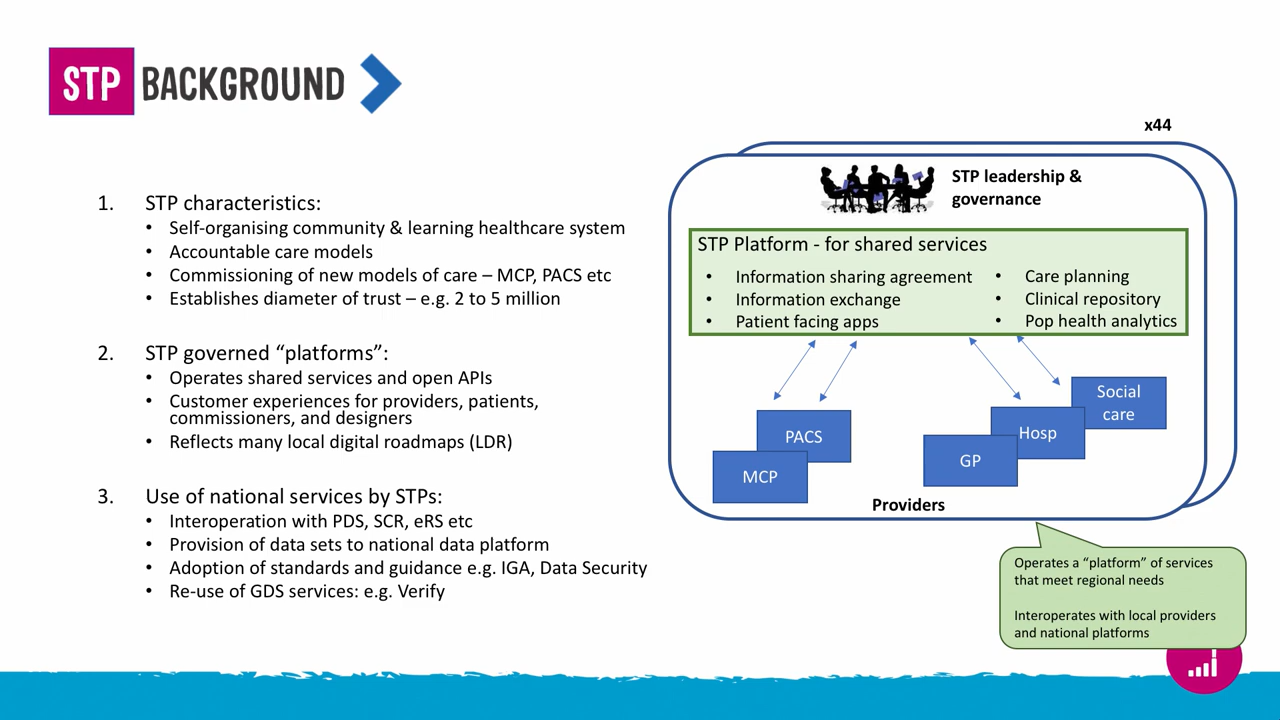 STP BACKGROUND
1. STP characteristics:
• Self-organising community & learning healthcare system
• Accountable care models
• Commissioning of new models of care – MCP, PACS etc
• Establishes diameter of trust – e.g. 2 to 5 million
2. STP governed “platforms”:
• Operates shared services and open APIs
• Customer experiences for providers, patients,
commissioners, and designers
• Reflects many local digital roadmaps (LDR)
3. Use of national services by STPs:
• Interoperation with PDS, SCR, eRS etc
• Provision of data sets to national data platform
• Adoption of standards and guidance e.g. IGA, Data Security
• Re-use of GDS services: e.g. Verify
x44
STP leadership &
governance
STP Platform - for shared services
• Information sharing agreement
• Information exchange
• Patient facing apps
• Care planning
• Clinical repository
• Pop health analytics
PACS
MCP
Social
care
Hosp
GP
Providers
Operates a “platform” of services
that meet regional needs
Interoperates with local providers
and national platforms